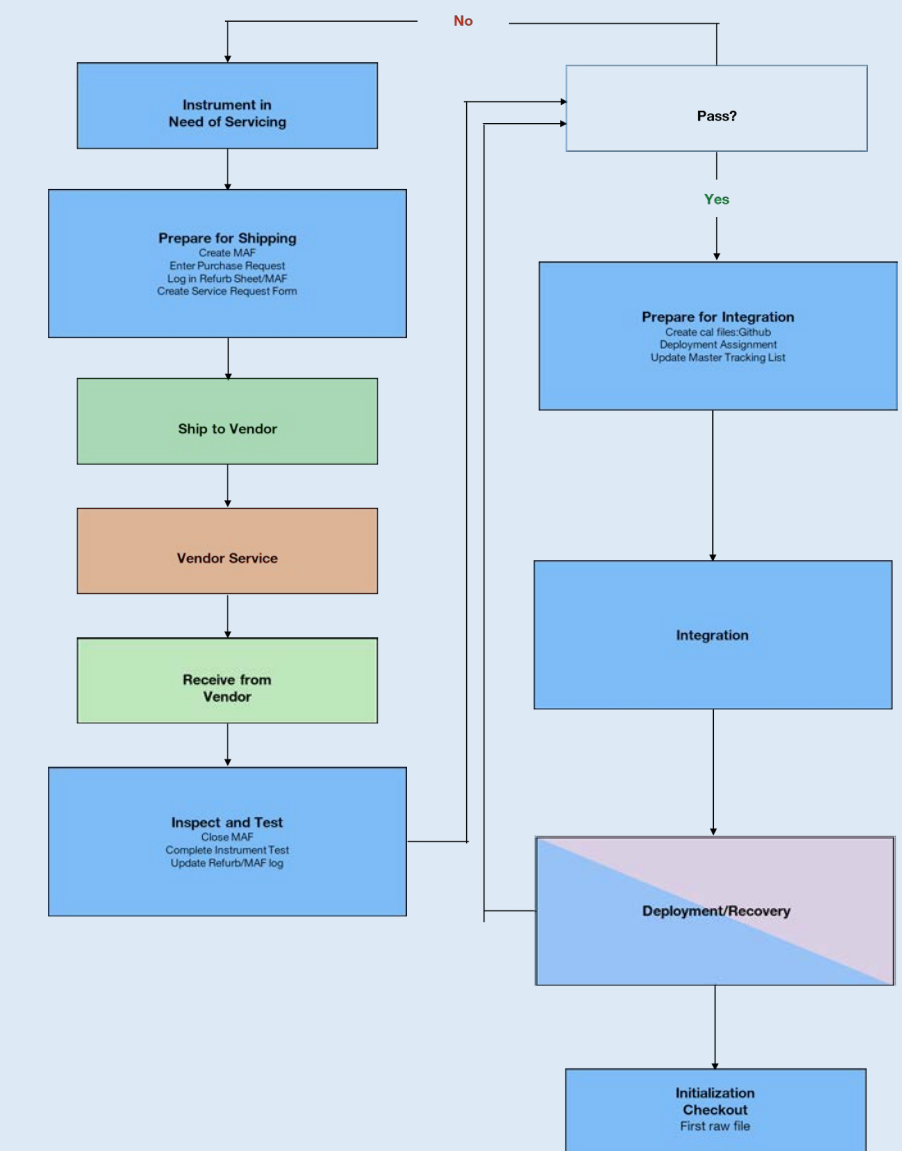 No
Instrument in
Need of Servicing
Prepare for Shipping
Create MAF
Enter Purchase Request
Log in Refurb Sheet/MAF
Create Service Request Form
Ship to Vendor
Vendor Service
Receive from
Vendor
Inspect and Test
Close MAF
Complete Instrument Test
Update Refurb/MAF log
Pass?
Yes
Prepare for Integration
Create cal files:Github
Deployment Assignment
Update Master Tracking List
Integration
Deployment/Recovery
Initialization
Checkout
First raw file